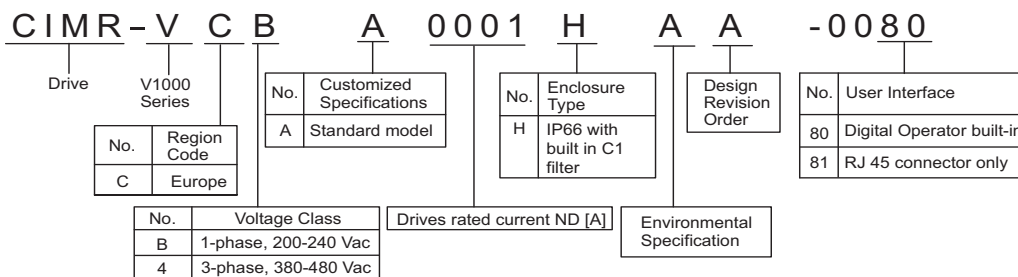 CIMR-V C B A 0001 H A A -0080
Drive
V1000
Series
No. Customized
Specifications
A Standard model
No. Enclosure
Type
H IP66 with
built in C1
filter
Design
Revision
Order
No. User Interface
80 Digital Operator built-in
81 RJ 45 connector only
No. Region
Code
C Europe
No. Voltage Class
B 1-phase, 200-240 Vac
4 3-phase, 380-480 Vac
Drives rated current ND [A]
Environmental
Specification